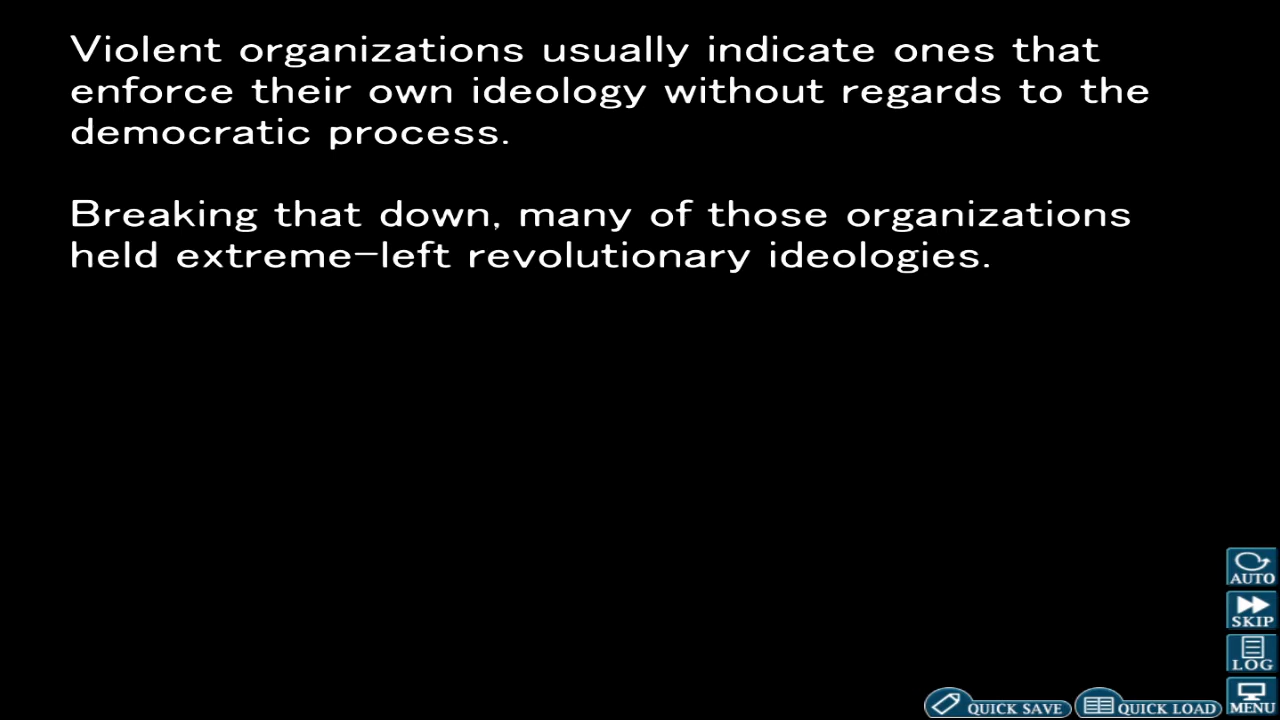 Violent organizations usually indicate ones that
enforce their own ideology without regards to the
democratic process.
Breaking that down, many of those organizations
held extreme-left revolutionary ideologies.
AUTO
SKIP
LOG
MENU
QUICK SAVE
QUICK LOAD